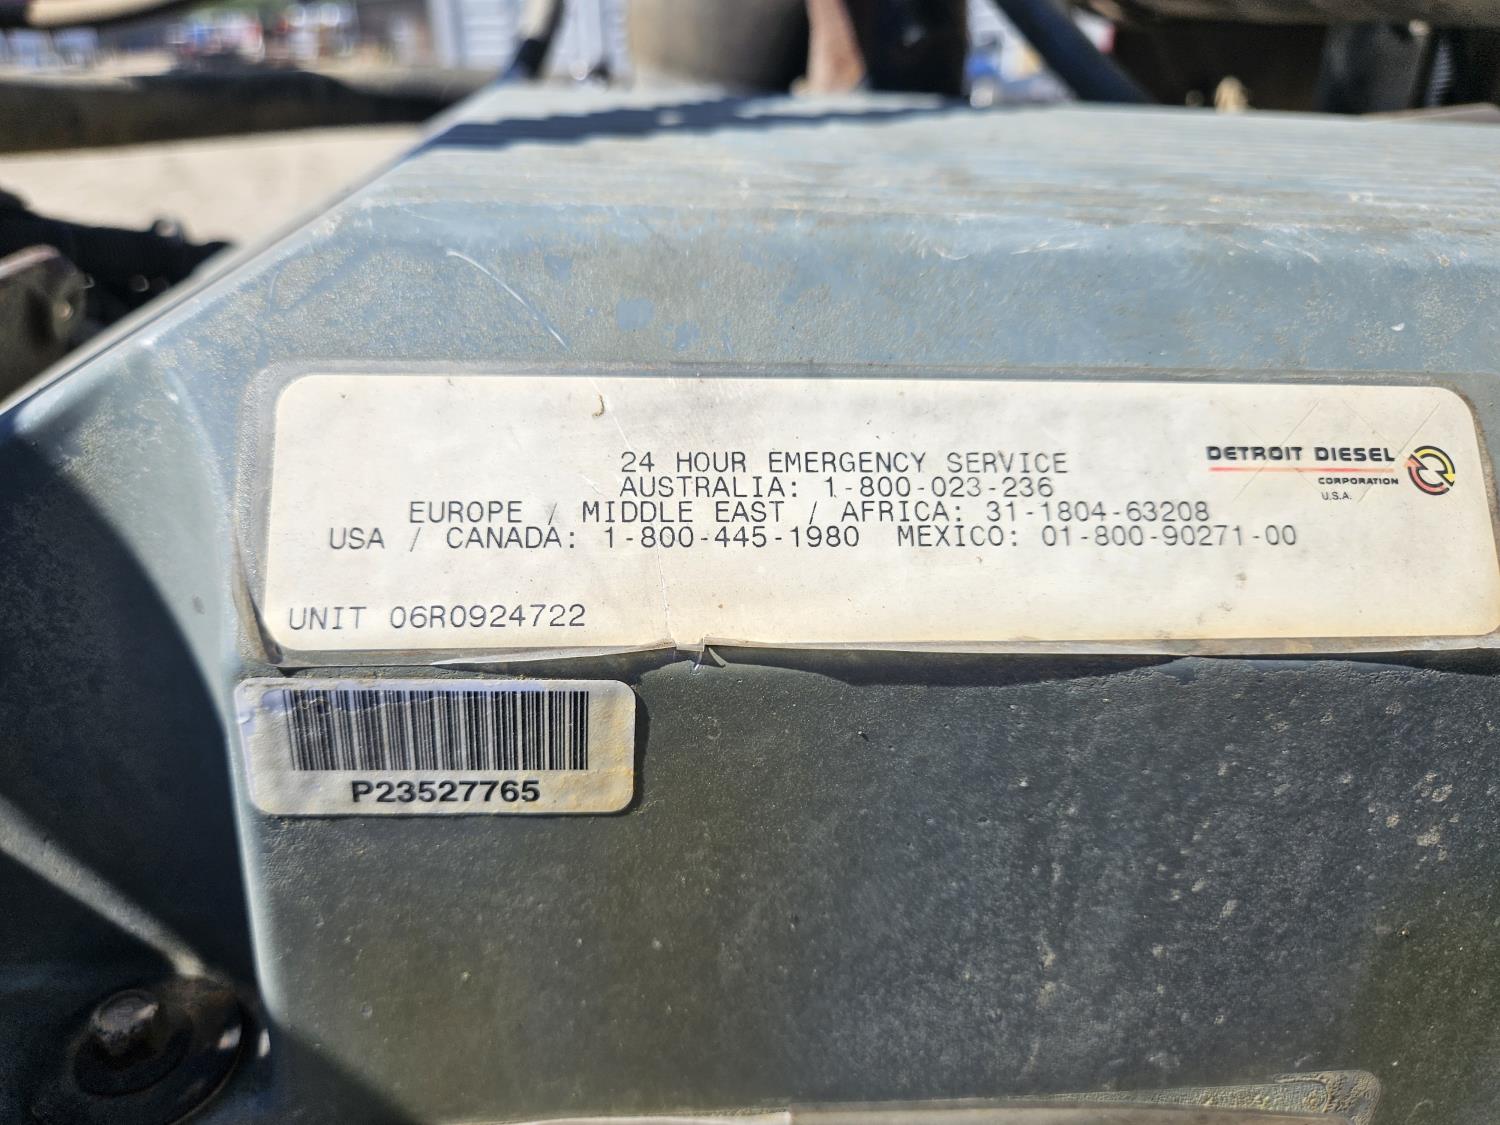 DETROIT DIESEL
CORPORATION
U.S.A.
24 HOUR EMERGENCY SERVICE
AUSTRALIA: 1-800-023-236
EUROPE / MIDDLE EAST / AFRICA: 31-1804-63208
USA / CANADA: 1-800-445-1980 MEXICO: 01-800-90271-00
UNIT 06R0924722
P23527765